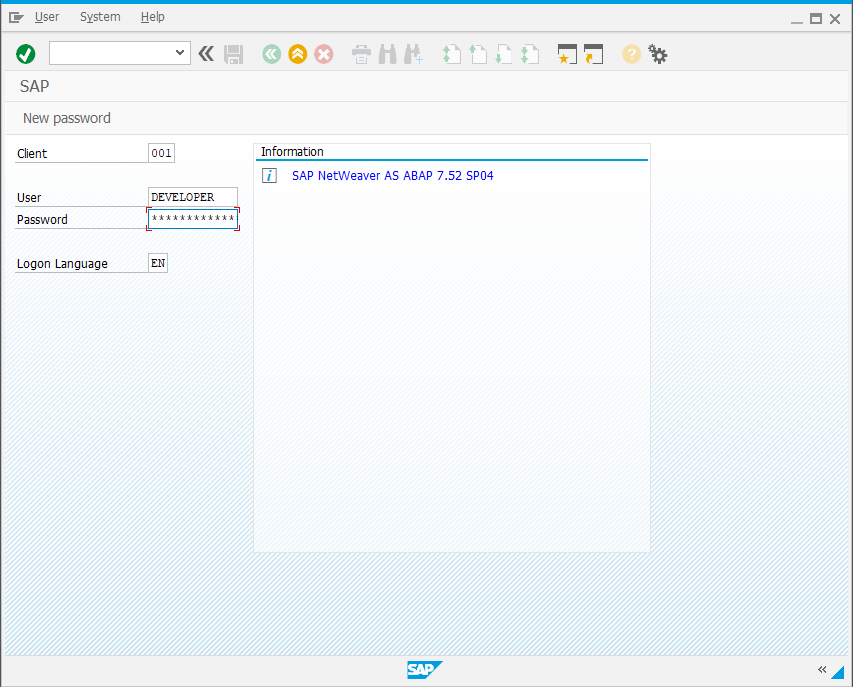 User System Help
SAP
New password
Client 001
Information
SAP NetWeaver AS ABAP 7.52 SP04
User DEVELOPER
Password ************
Logon Language EN
SAP